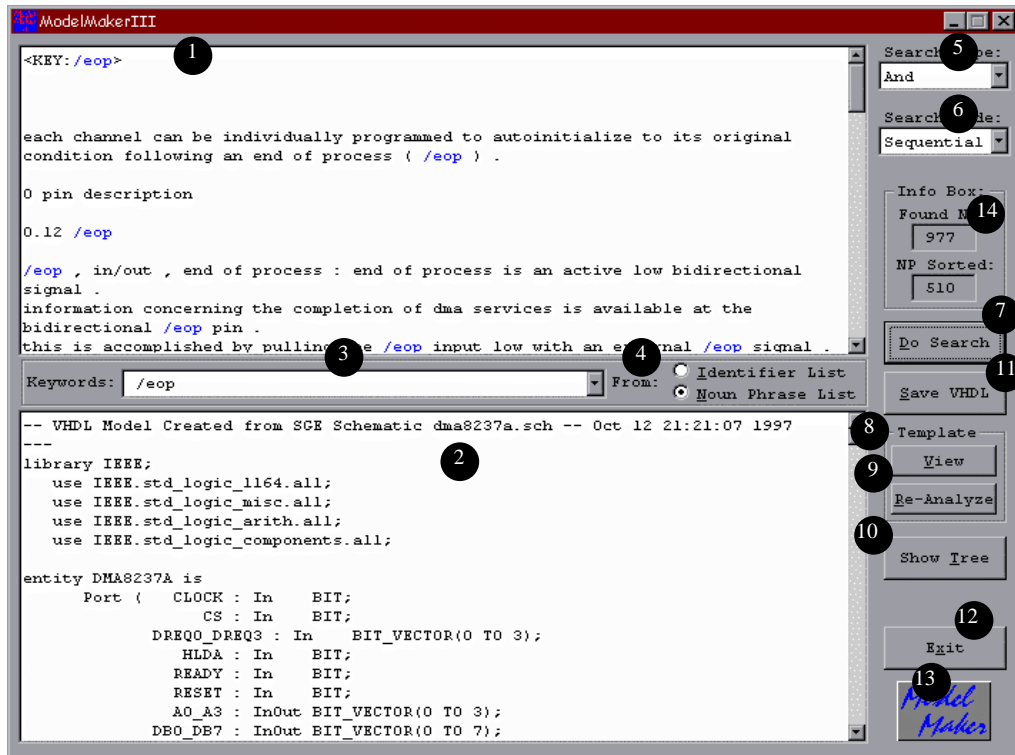 ModelMakerIII
1
<KEY:/eop>
each channel can be individually programmed to autoinitialize to its original
condition following an end of process ( /eop ) .
0 pin description
0.12 /eop
/eop , in/out , end of process : end of process is an active low bidirectional
signal .
information concerning the completion of dma services is available at the
bidirectional /eop pin .
this is accomplished by pulling the /eop input low with an external /eop signal .
3
4
Keywords:
/eop
From:
Identifier List
Noun Phrase List
-- VHDL Model Created from SGE Schematic dma8237a.sch -- Oct 12 21:21:07 1997
---
2
library IEEE;
use IEEE.std_logic_1164.all;
use IEEE.std_logic_misc.all;
use IEEE.std_logic_arith.all;
use IEEE.std_logic_components.all;
entity DMA8237A is
Port ( CLOCK : In BIT;
CS : In BIT;
DREQ0_DREQ3 : In BIT_VECTOR(0 TO 3);
HLDA : In BIT;
READY : In BIT;
RESET : In BIT;
A0_A3 : InOut BIT_VECTOR(0 TO 3);
DB0_DB7 : InOut BIT_VECTOR(0 TO 7);
5
Search
And
6
Search
Sequential
Info Box:
14
Found
977
NP Sorted:
510
7
Do Search
11
Save VHDL
8
Template
View
9
Re-Analyze
10
Show Tree
12
Exit
13
Model
Maker